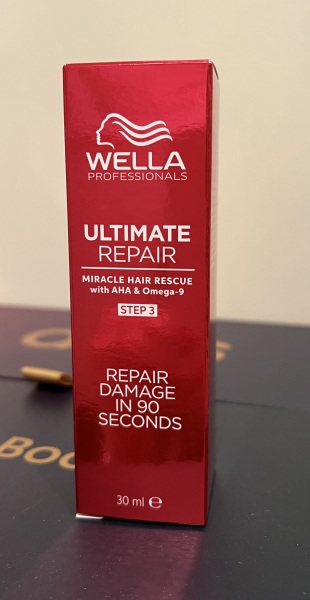 WELLA
PROFESSIONALS
ULTIMATE
REPAIR
MIRACLE HAIR RESCUE
with AHA & Omega-9
STEP 3
REPAIR
DAMAGE
IN 90
SECONDS
30 ml ℮